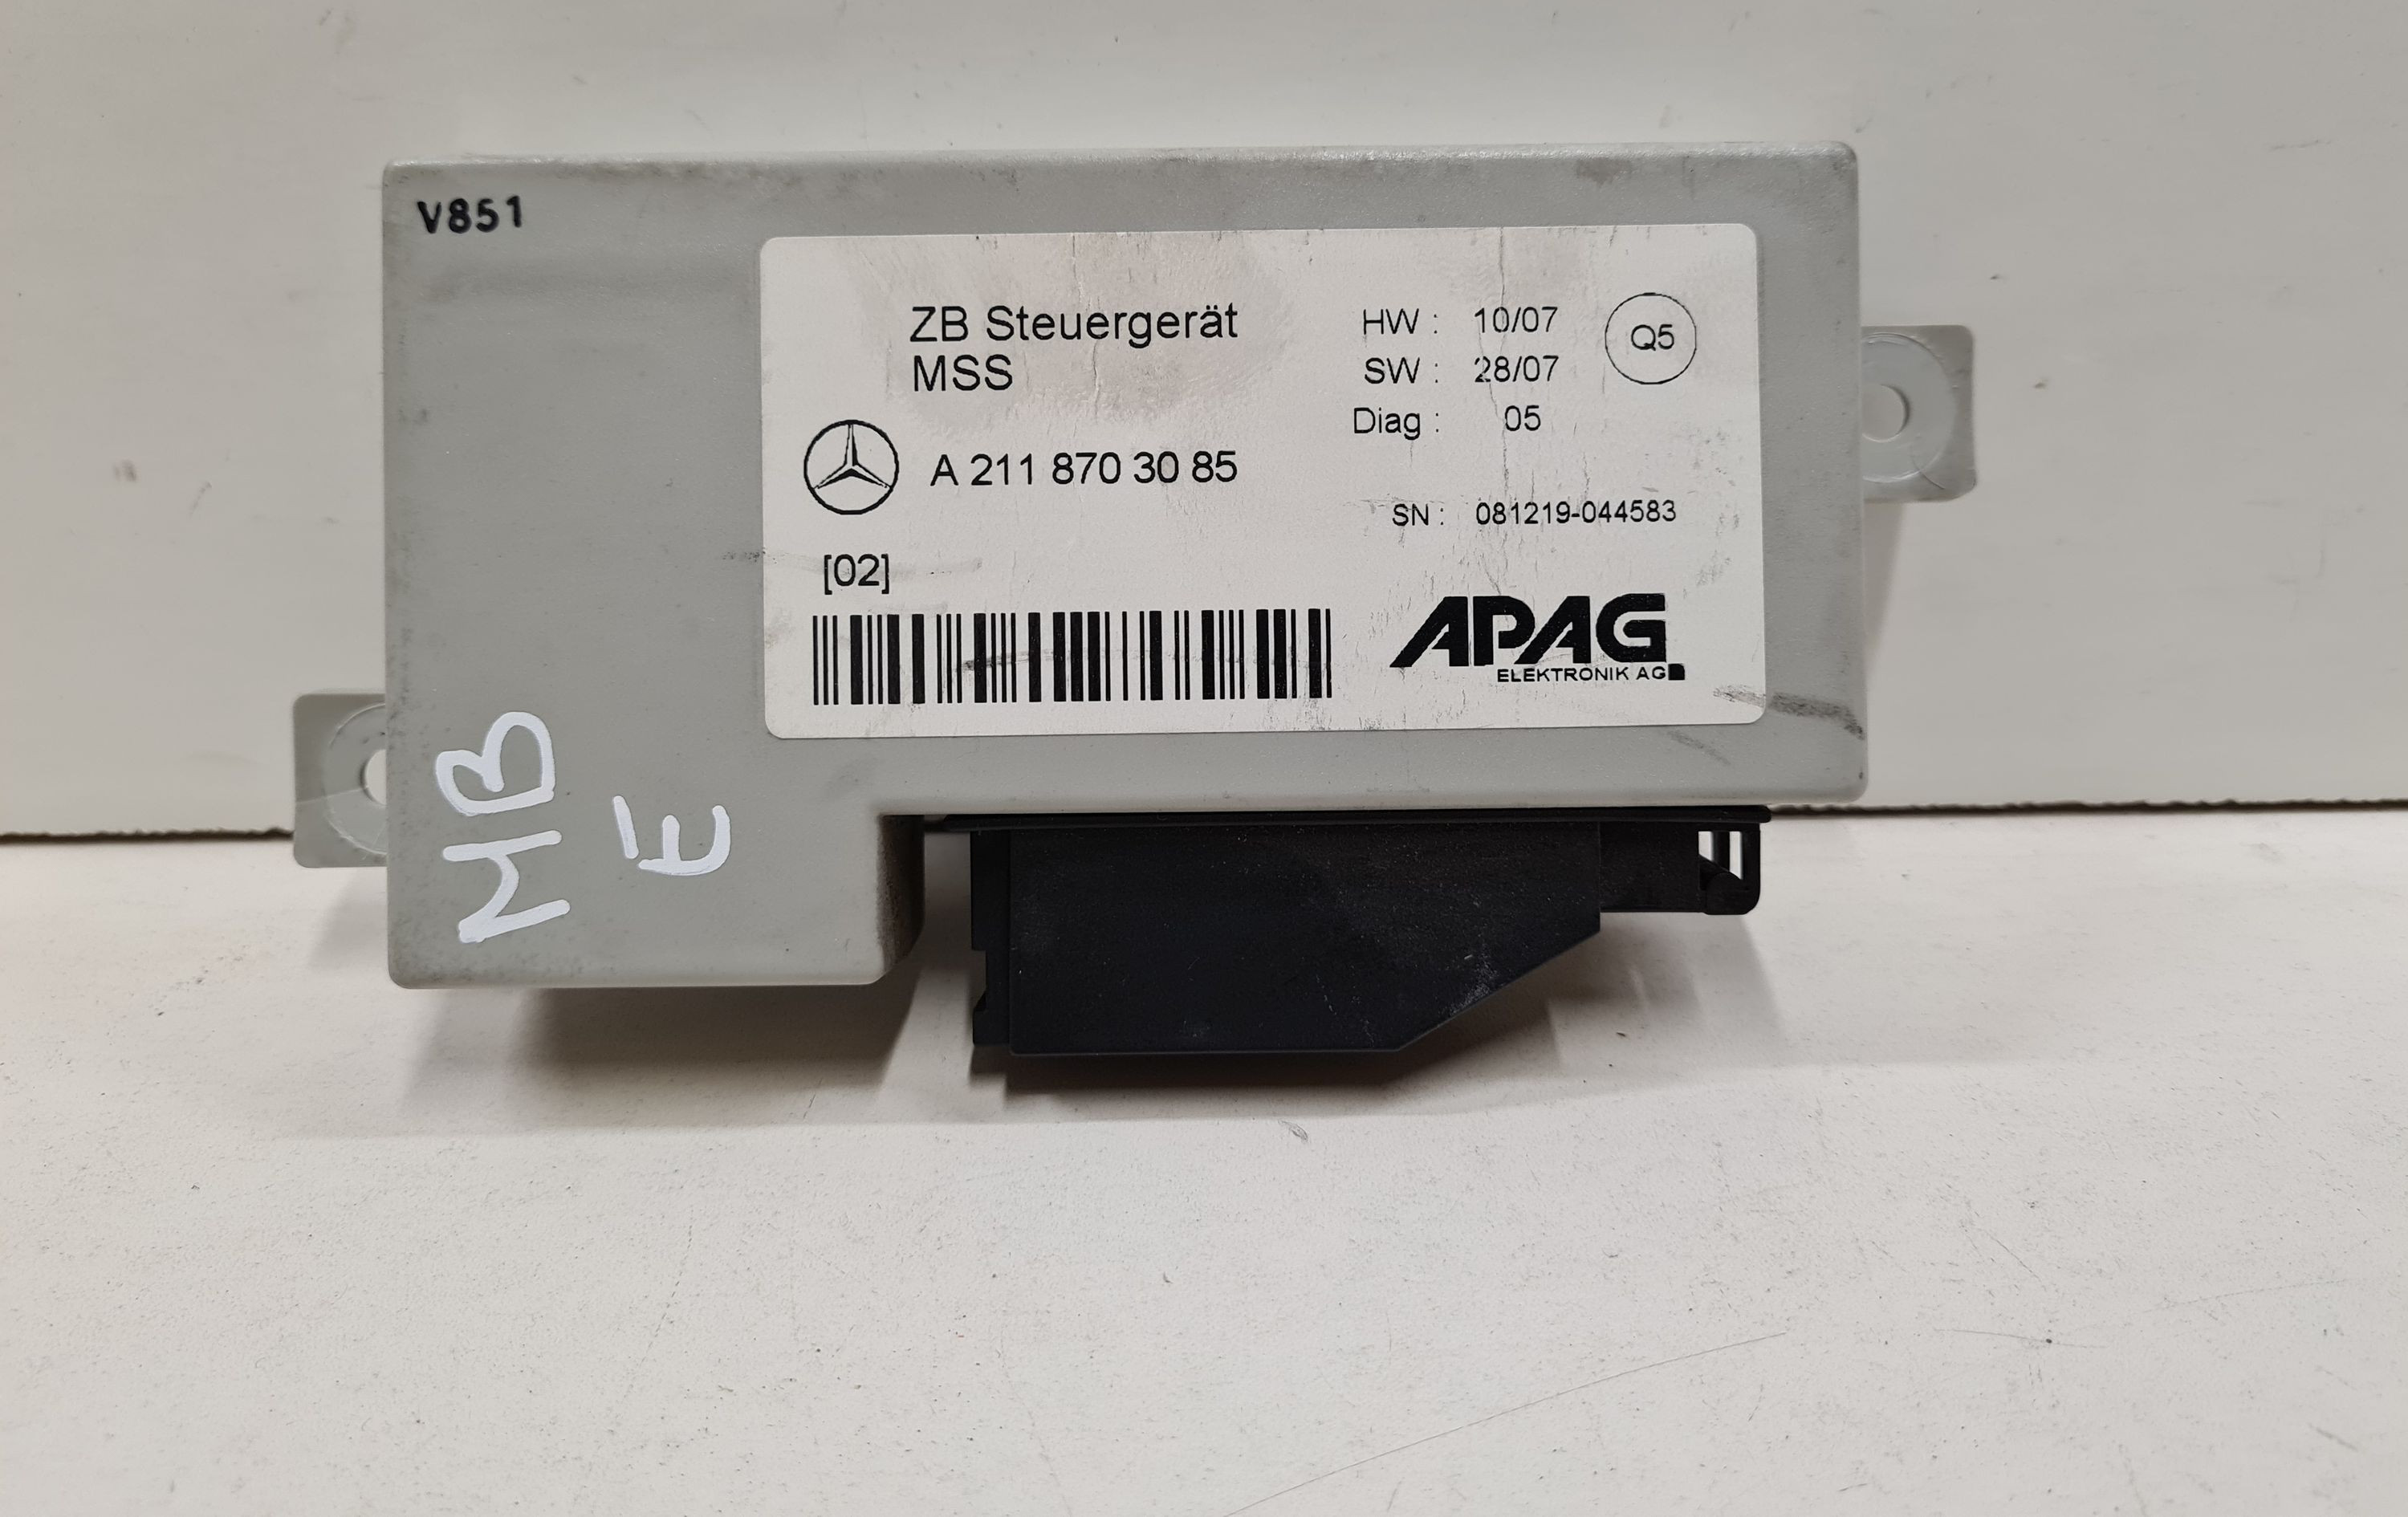 V851
ZB Steuergerät
MSS
A 211 870 30 85
[02]
HW : 10/07
SW : 28/07
Diag : 05
Q5
SN : 081219-044583
APAG
ELEKTRONIK AG
MB
E